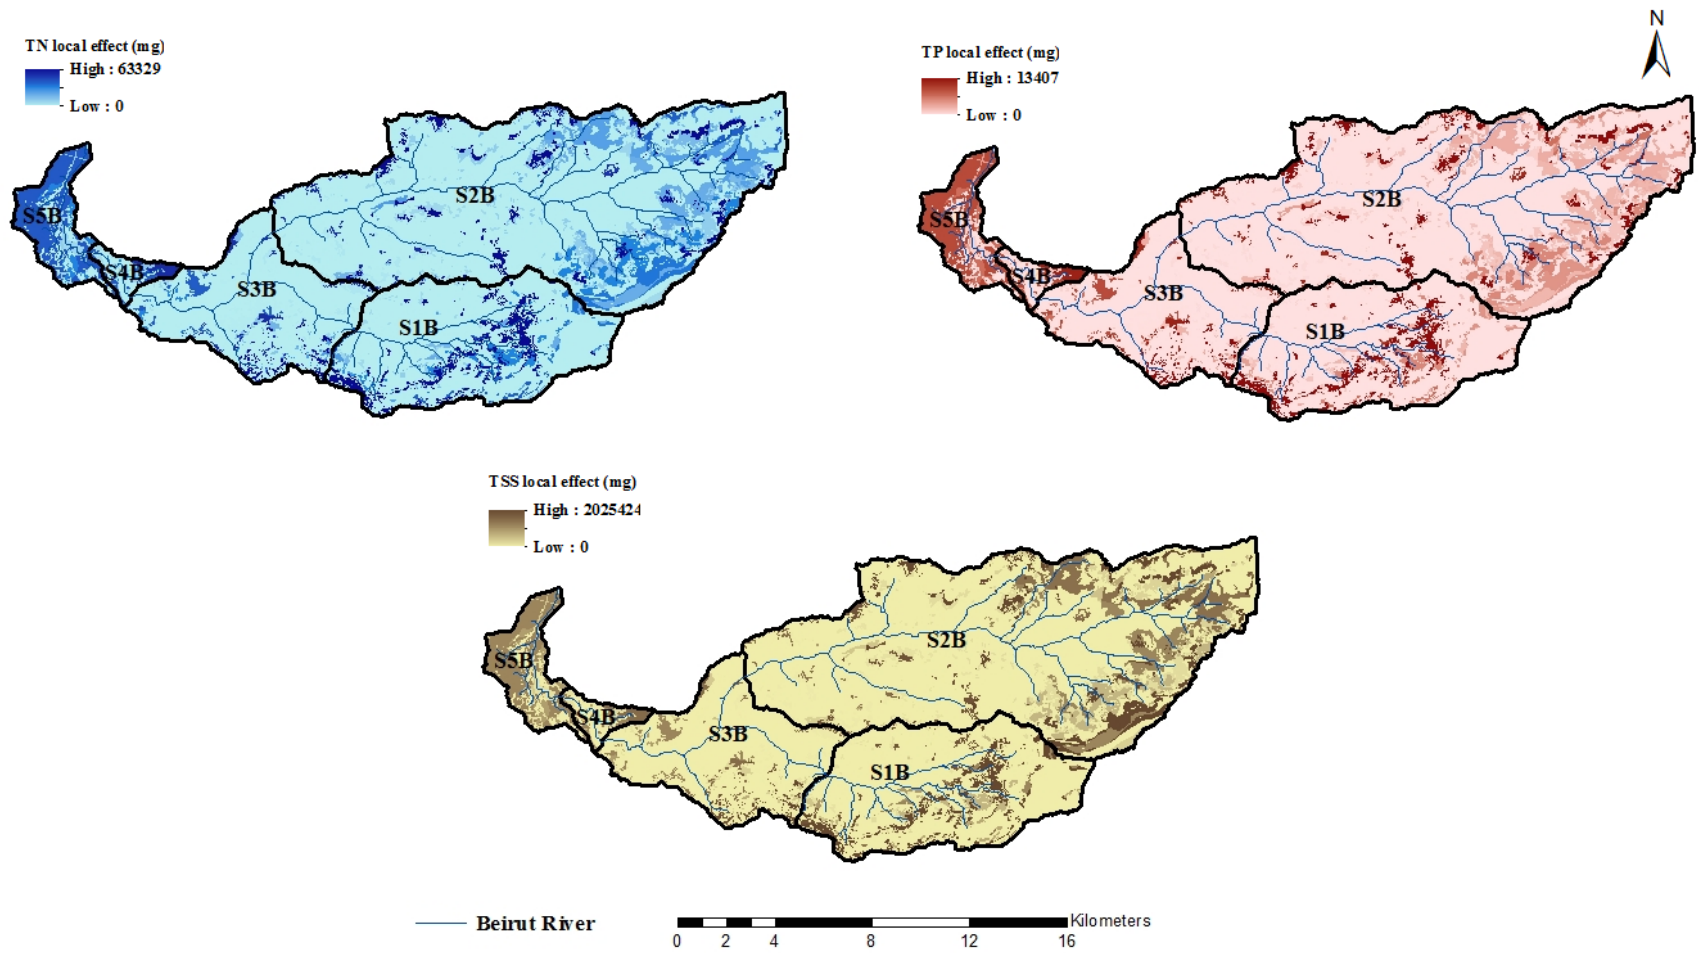 TN local effect (mg)
High : 63329
Low : 0
S2B
S5B
S4B
S3B
S1B
TP local effect (mg)
High : 13407
Low : 0
N
S2B
S5B
S4B
S3B
S1B
TSS local effect (mg)
High : 2025424
Low : 0
S2B
S5B
S4B
S3B
S1B
Beirut River
Kilometers
0 2 4 8 12 16